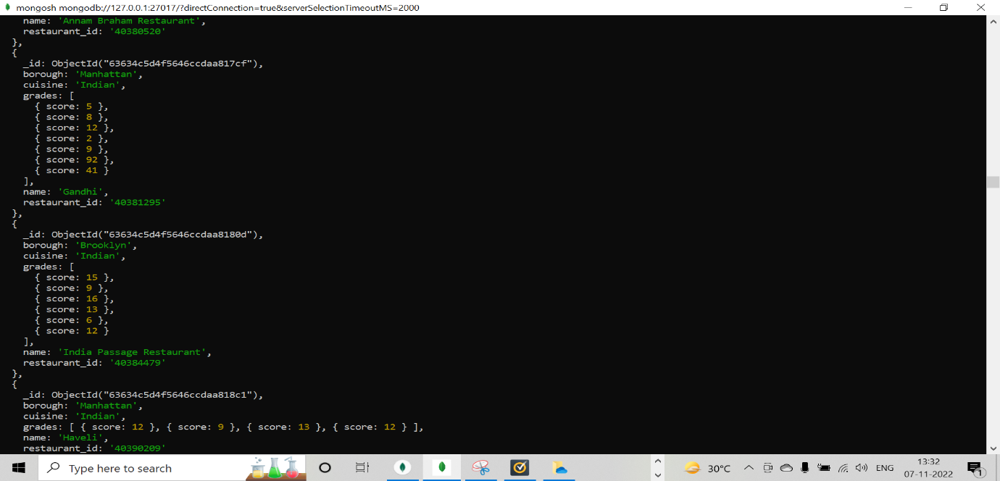 mongosh mongodb://127.0.0.1:27017/?directConnection=true&serverSelectionTimeoutMS=2000
name: 'Annam Braham Restaurant',
restaurant_id: '40380520'
},
{
_id: ObjectId("63634c5d4f5646ccdaa817cf"),
borough: 'Manhattan',
cuisine: 'Indian',
grades: [
{ score: 5 },
{ score: 8 },
{ score: 12 },
{ score: 2 },
{ score: 9 },
{ score: 92 },
{ score: 41 }
],
name: 'Gandhi',
restaurant_id: '40381295'
},
{
_id: ObjectId("63634c5d4f5646ccdaa8180d"),
borough: 'Brooklyn',
cuisine: 'Indian',
grades: [
{ score: 15 },
{ score: 9 },
{ score: 16 },
{ score: 13 },
{ score: 6 },
{ score: 12 }
],
name: 'India Passage Restaurant',
restaurant_id: '40384479'
},
{
_id: ObjectId("63634c5d4f5646ccdaa818c1"),
borough: 'Manhattan',
cuisine: 'Indian',
grades: [ { score: 12 }, { score: 9 }, { score: 13 }, { score: 12 } ],
name: 'Haveli',
restaurant_id: '40390209'
Type here to search
30°C
ENG
13:32
07-11-2022
1